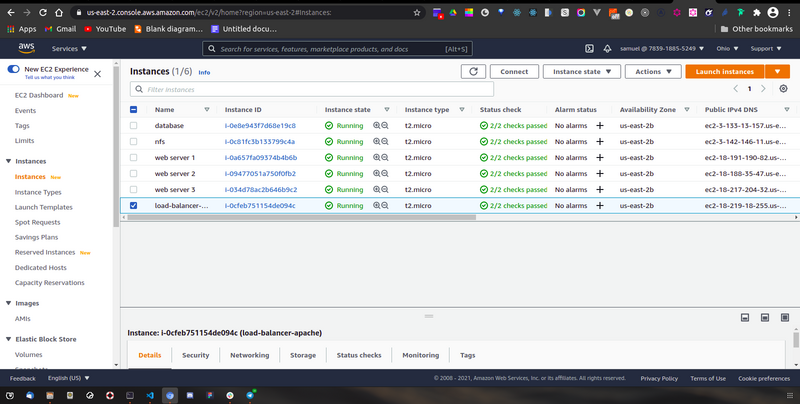 us-east-2.console.aws.amazon.com/ec2/v2/home?region=us-east-2#Instances:
Apps Gmail YouTube Blank diagram... Untitled docu... Other bookmarks
aws Services Search for services, features, marketplace products, and docs [Alt+S] samuel @ 7839-1885-5249 Ohio Support
New EC2 Experience
Tell us what you think
EC2 Dashboard New
Events
Tags
Limits
Instances
Instances New
Instance Types
Launch Templates
Spot Requests
Savings Plans
Reserved Instances New
Dedicated Hosts
Capacity Reservations
Images
AMIs
Elastic Block Store
Volumes
Instances (1/6) Info Connect Instance state Actions Launch instances
Filter instances 1
Name Instance ID Instance state Instance type Status check Alarm status Availability Zone Public IPv4 DNS
database i-0e8e943f7d68e19c8 Running t2.micro 2/2 checks passed No alarms + us-east-2b ec2-3-133-13-157.us-e...
nfs i-0c81fc3b133799c4a Running t2.micro 2/2 checks passed No alarms + us-east-2b ec2-3-142-146-11.us-e...
web server 1 i-0a657fa09374b4b6b Running t2.micro 2/2 checks passed No alarms + us-east-2b ec2-18-191-190-82.us-...
web server 2 i-09477051a750f0fb2 Running t2.micro 2/2 checks passed No alarms + us-east-2b ec2-18-188-35-47.us-e...
web server 3 i-034d78ac2b646b9c2 Running t2.micro 2/2 checks passed No alarms + us-east-2b ec2-18-217-204-32.us-...
load-balancer-... i-0cfeb751154de094c Running t2.micro 2/2 checks passed No alarms + us-east-2b ec2-18-219-18-255.us-...
Instance: i-0cfeb751154de094c (load-balancer-apache)
Details Security Networking Storage Status checks Monitoring Tags
Feedback English (US) © 2008 - 2021, Amazon Web Services, Inc. or its affiliates. All rights reserved. Privacy Policy Terms of Use Cookie preferences